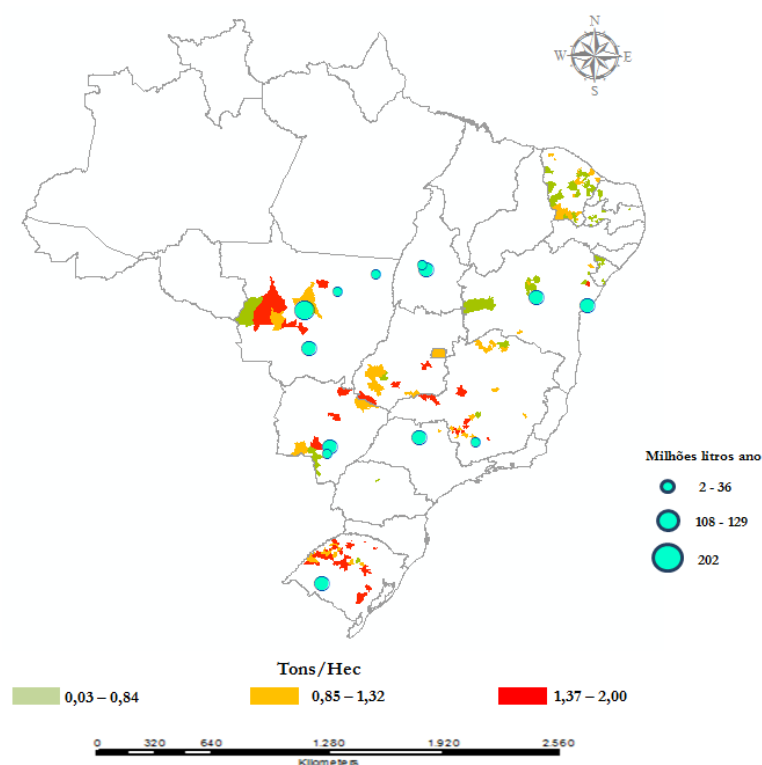 N
W E
S
Milhões litros ano
2 - 36
108 - 129
202
Tons/Hec
0,03 – 0,84
0,85 – 1,32
1,37 – 2,00
0 320 640 1.280 1.920 2.560
Kilometers